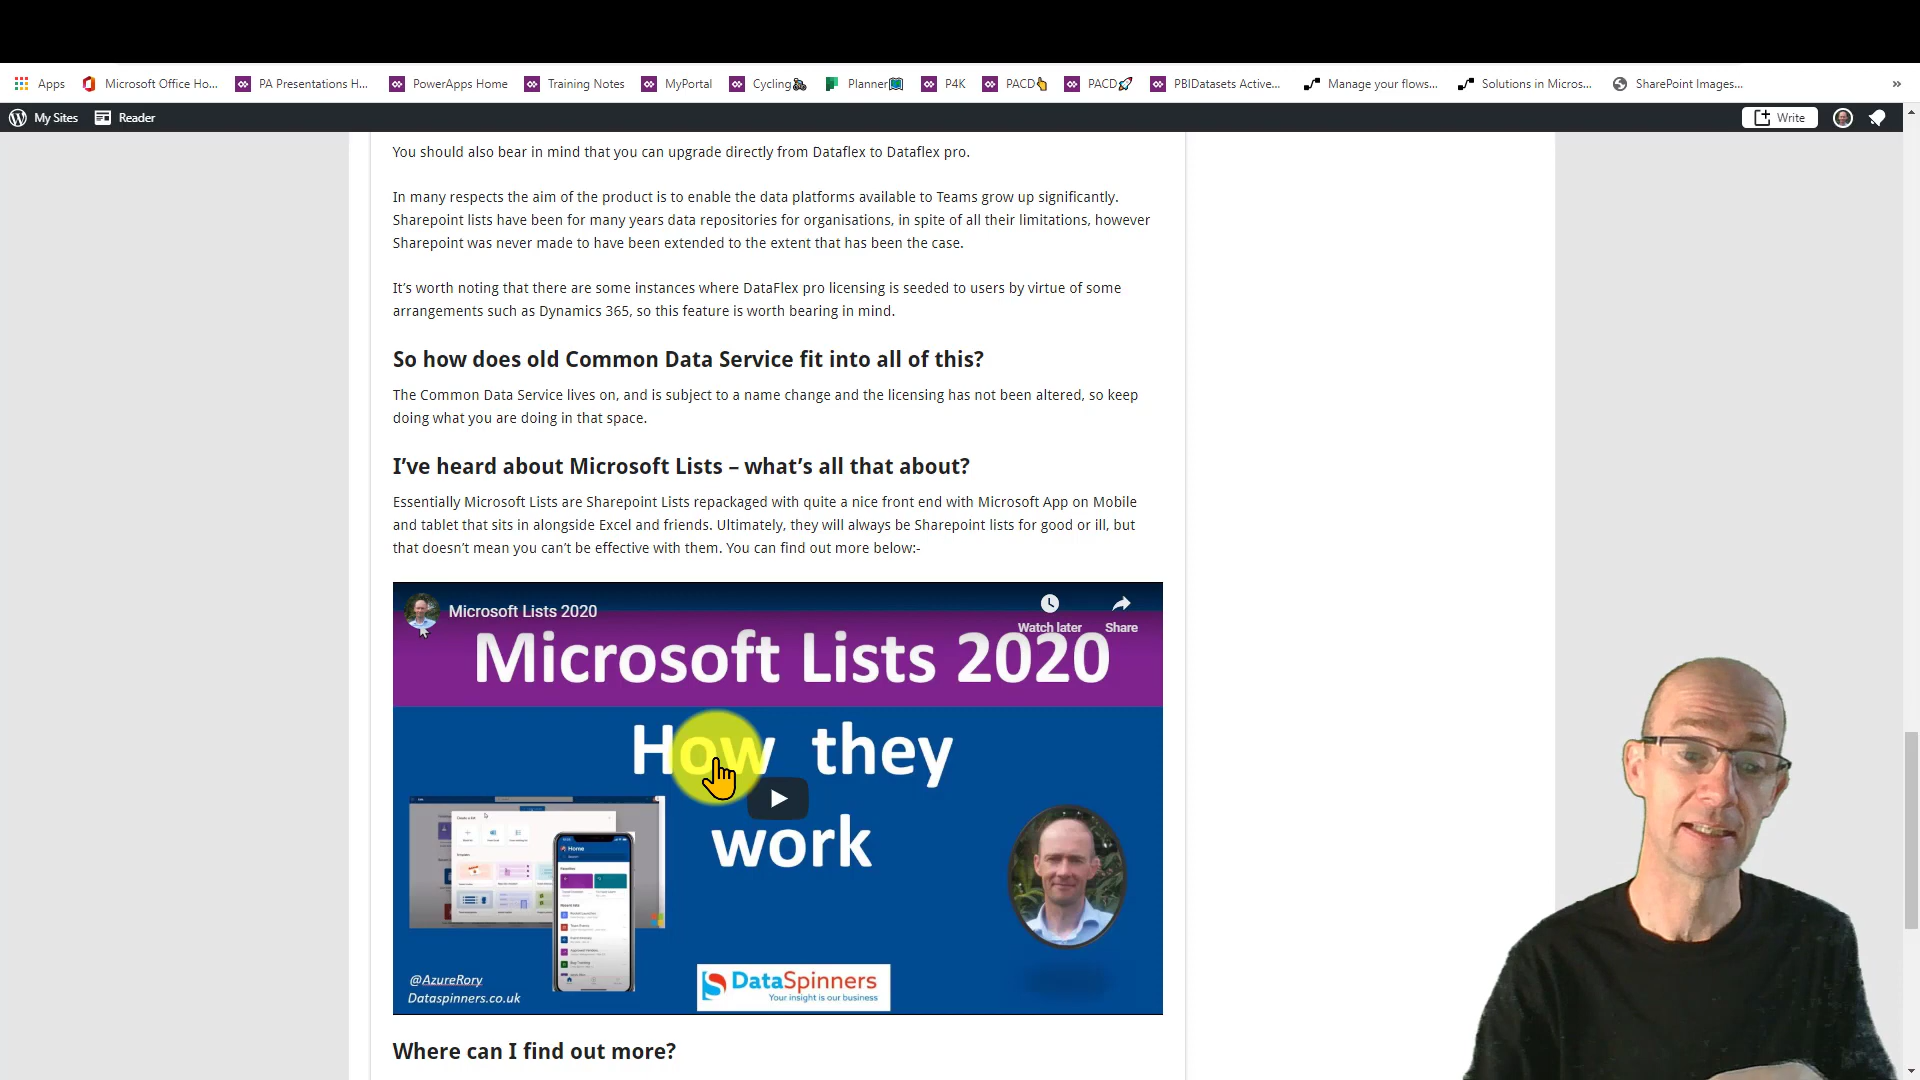 Apps
Microsoft Office Ho...
PA Presentations H...
PowerApps Home
Training Notes
MyPortal
Cycling
Planner
P4K
PACD
PACD
PBIDatasets Active...
Manage your flows...
Solutions in Micros...
SharePoint Images...
»
My Sites
Reader
Write
You should also bear in mind that you can upgrade directly from Dataflex to Dataflex pro.
In many respects the aim of the product is to enable the data platforms available to Teams grow up significantly.
Sharepoint lists have been for many years data repositories for organisations, in spite of all their limitations, however
Sharepoint was never made to have been extended to the extent that has been the case.
It’s worth noting that there are some instances where DataFlex pro licensing is seeded to users by virtue of some
arrangements such as Dynamics 365, so this feature is worth bearing in mind.
So how does old Common Data Service fit into all of this?
The Common Data Service lives on, and is subject to a name change and the licensing has not been altered, so keep
doing what you are doing in that space.
I’ve heard about Microsoft Lists – what’s all that about?
Essentially Microsoft Lists are Sharepoint Lists repackaged with quite a nice front end with Microsoft App on Mobile
and tablet that sits in alongside Excel and friends. Ultimately, they will always be Sharepoint lists for good or ill, but
that doesn’t mean you can’t be effective with them. You can find out more below:-
Microsoft Lists 2020
Watch later
Share
Microsoft Lists 2020
How they
work
Home
@AzureRory
Dataspinners.co.uk
DataSpinners
Your insight is our business
Where can I find out more?